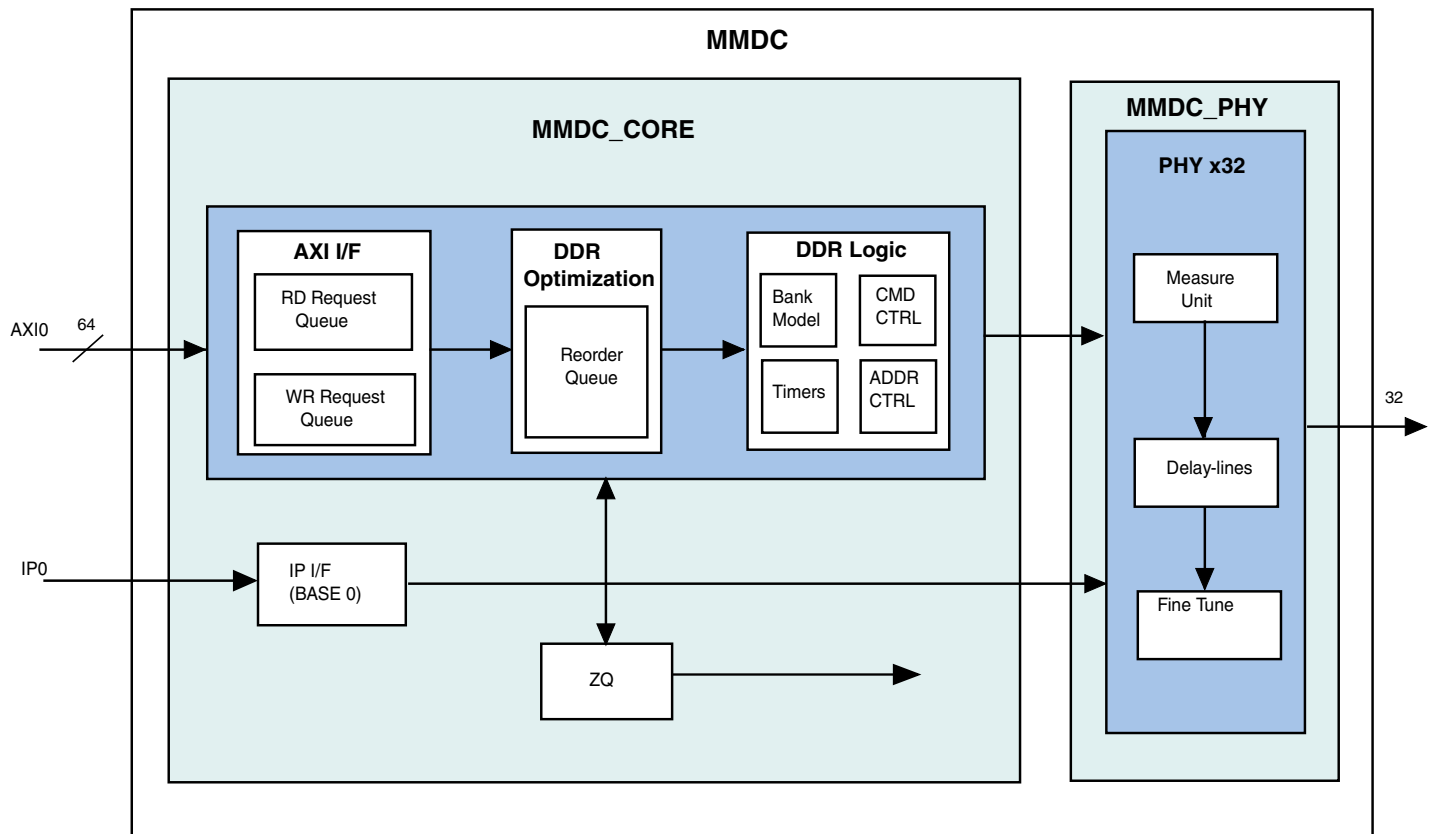 MMDC
MMDC_CORE
MMDC_PHY
PHY x32
AXI I/F
RD Request
Queue
WR Request
Queue
DDR
Optimization
Reorder
Queue
DDR Logic
Bank
Model
CMD
CTRL
Timers
ADDR
CTRL
Measure
Unit
Delay-lines
Fine Tune
AXI0
64
32
IP0
IP I/F
(BASE 0)
ZQ